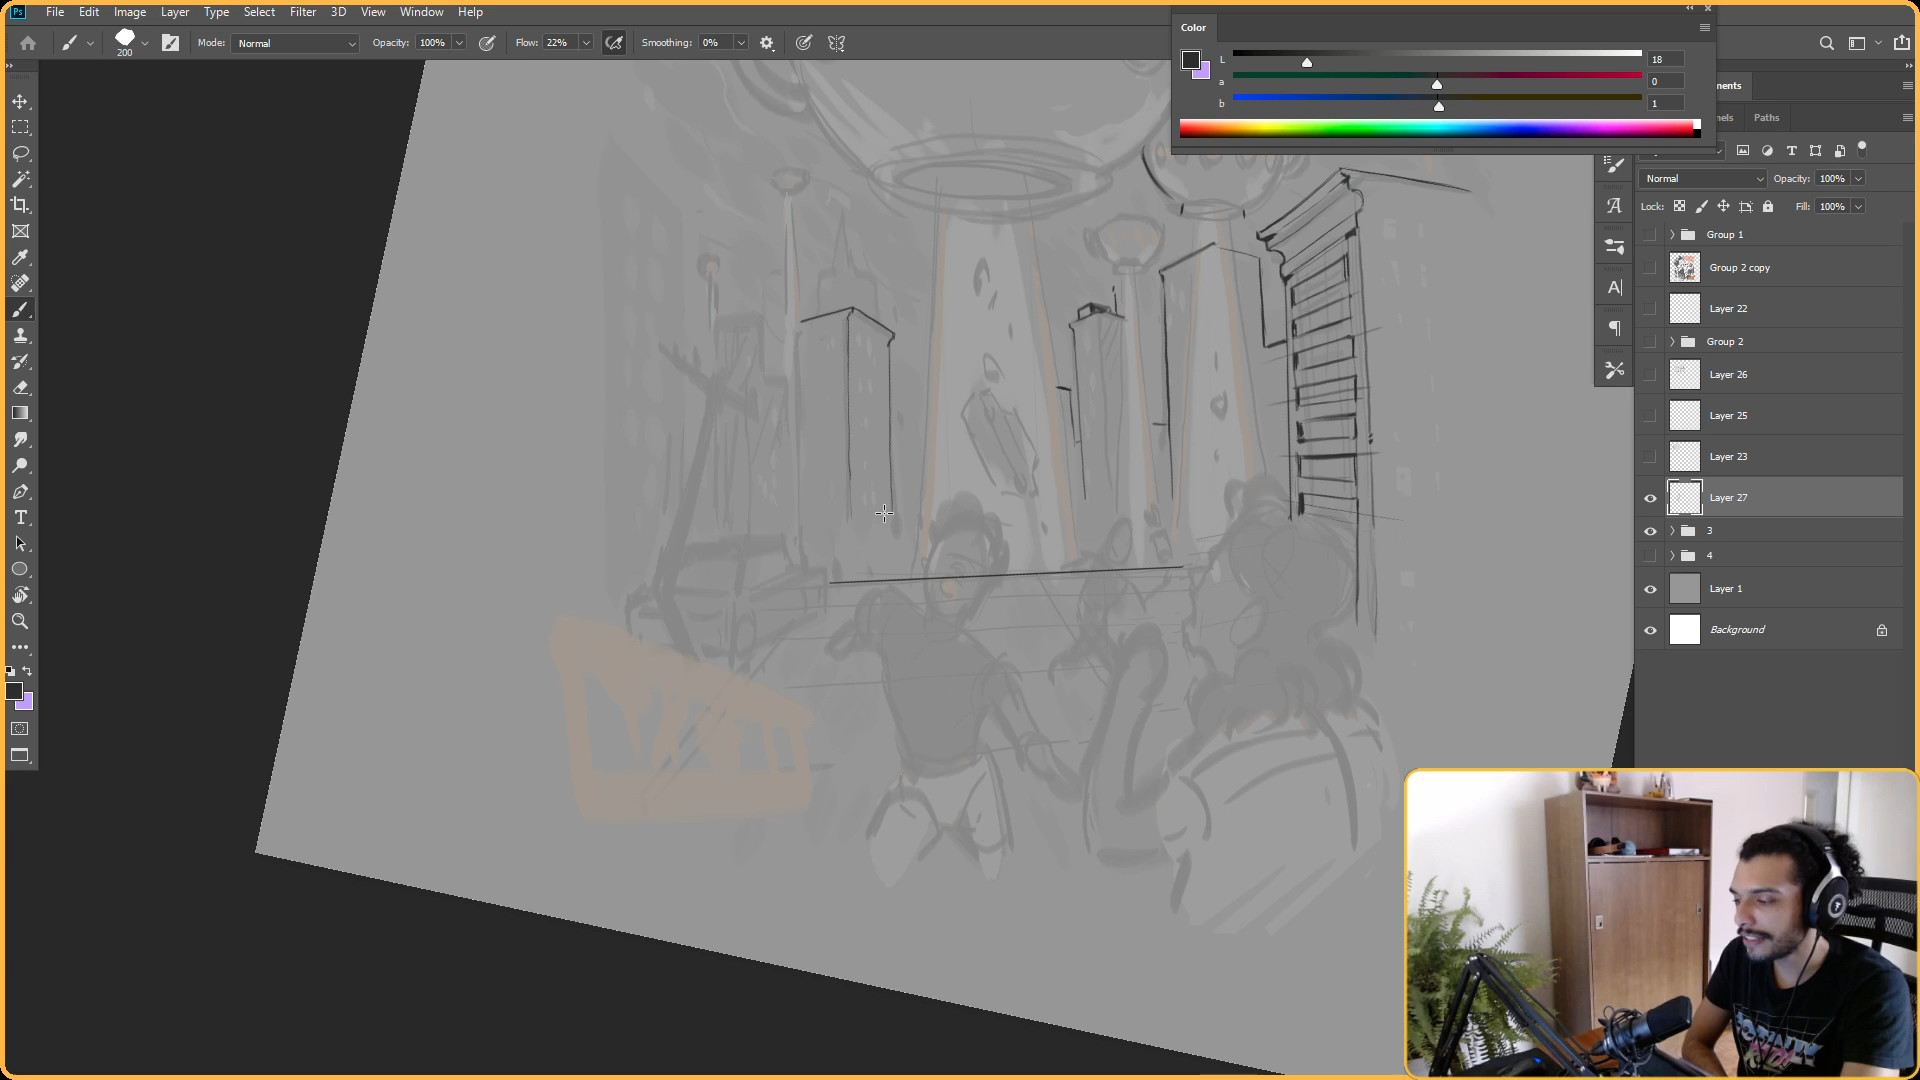 Ps File Edit Image Layer Type Select Filter 3D View Window Help
200 Mode: Normal Opacity: 100% Flow: 22% Smoothing: 0%
Color
L 18
a 0
b 1
nents
nels Paths
Normal Opacity: 100%
Lock: Fill: 100%
Group 1
Group 2 copy
Layer 22
Group 2
Layer 26
Layer 25
Layer 23
Layer 27
3
4
Layer 1
Background